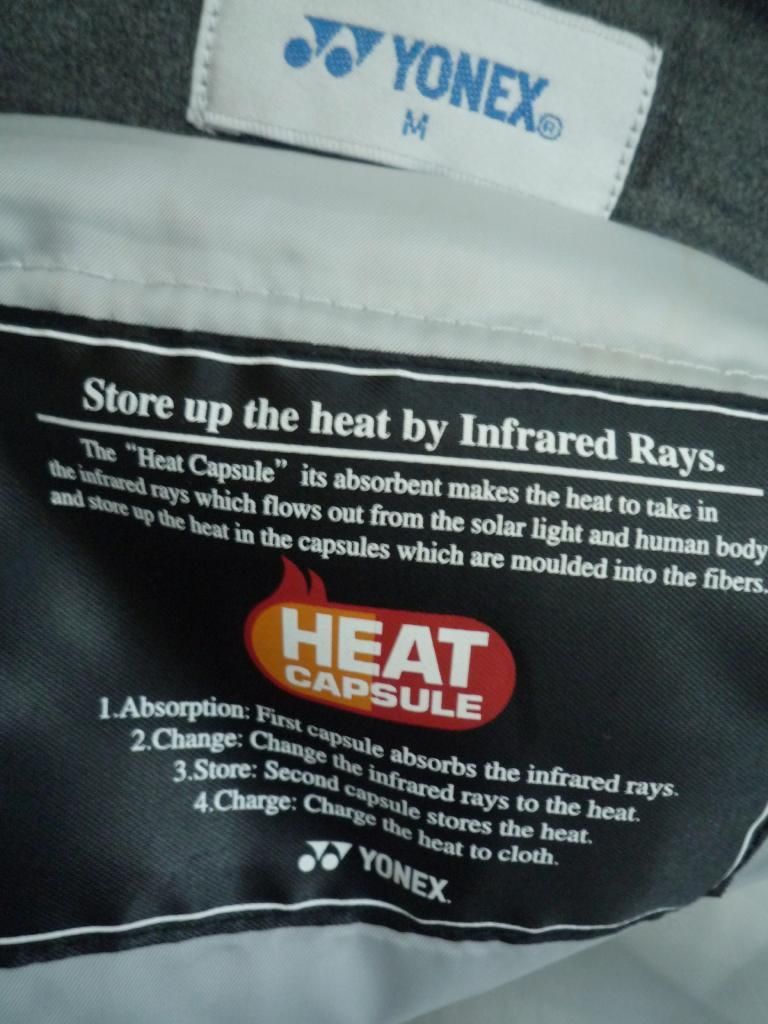 YONEX®
M
Store up the heat by Infrared Rays.
The "Heat Capsule" its absorbent makes the heat to take in
the infrared rays which flows out from the solar light and human body
and store up the heat in the capsules which are moulded into the fibers.
HEAT
CAPSULE
1.Absorption: First capsule absorbs the infrared rays.
2.Change: Change the infrared rays to the heat.
3.Store: Second capsule stores the heat.
4.Charge: Charge the heat to cloth.
YONEX.